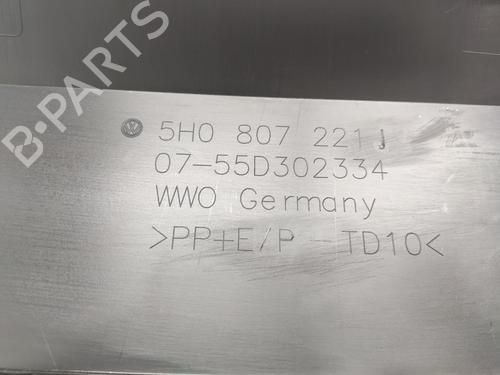 B-PARTS
5H0 807 221 J
07-55D302334
WWO Germany
>PP+E/P - TD10<